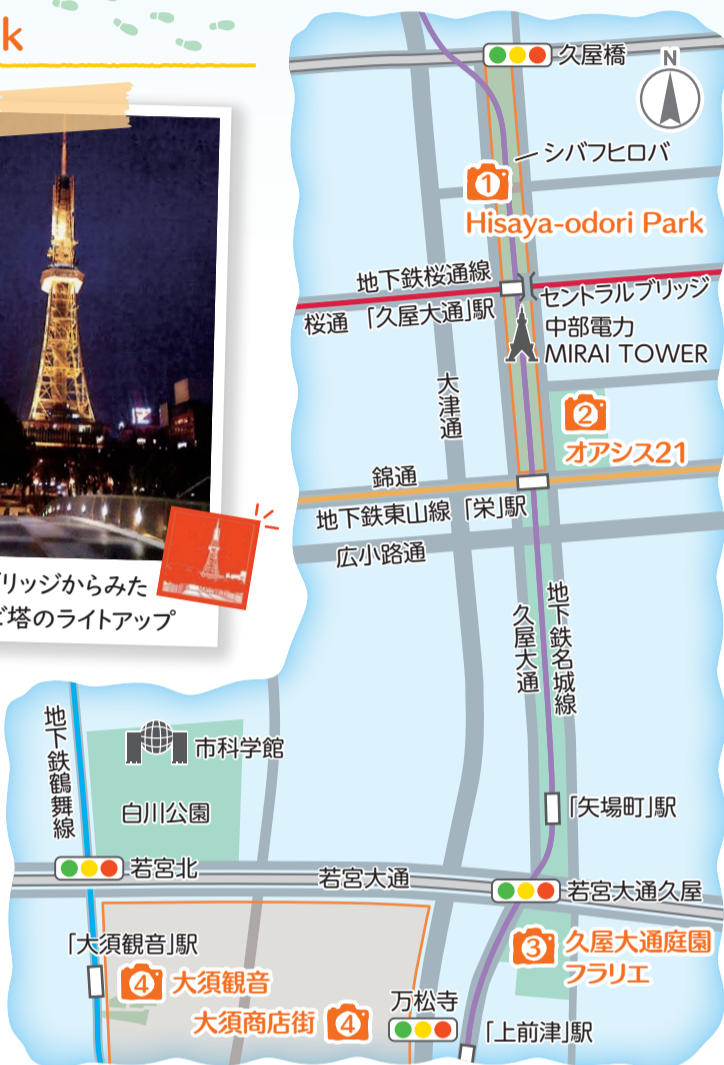 k
ブリッジからみた
塔のライトアップ
久屋橋
N
シバフヒロバ
1
Hisaya-odori Park
地下鉄桜通線
桜通 「久屋大通」駅
セントラルブリッジ
中部電力
MIRAI TOWER
大津通
2
オアシス21
錦通
地下鉄東山線 「栄」駅
広小路通
久屋大通
地下鉄名城線
地下鉄鶴舞線
市科学館
白川公園
「矢場町」駅
若宮北
若宮大通
若宮大通久屋
「大須観音」駅
3
久屋大通庭園
フラリエ
4
大須観音
大須商店街
4
万松寺
「上前津」駅